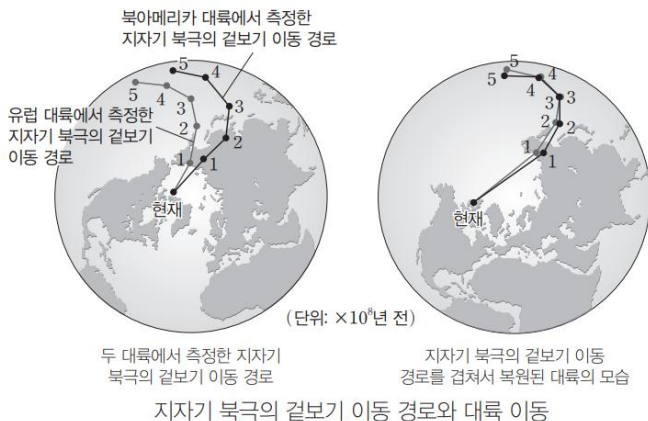 북아메리카 대륙에서 측정한
지자기 북극의 겉보기 이동 경로
유럽 대륙에서 측정한
지자기 북극의 겉보기
이동 경로
5
4
3
2
1
5
4
3
2
1
현재
5
4
3
3
2
2
1
1
5
4
현재
(단위: ×10⁸년 전)
두 대륙에서 측정한 지자기
북극의 겉보기 이동 경로
지자기 북극의 겉보기 이동
경로를 겹쳐서 복원된 대륙의 모습
지자기 북극의 겉보기 이동 경로와 대륙 이동